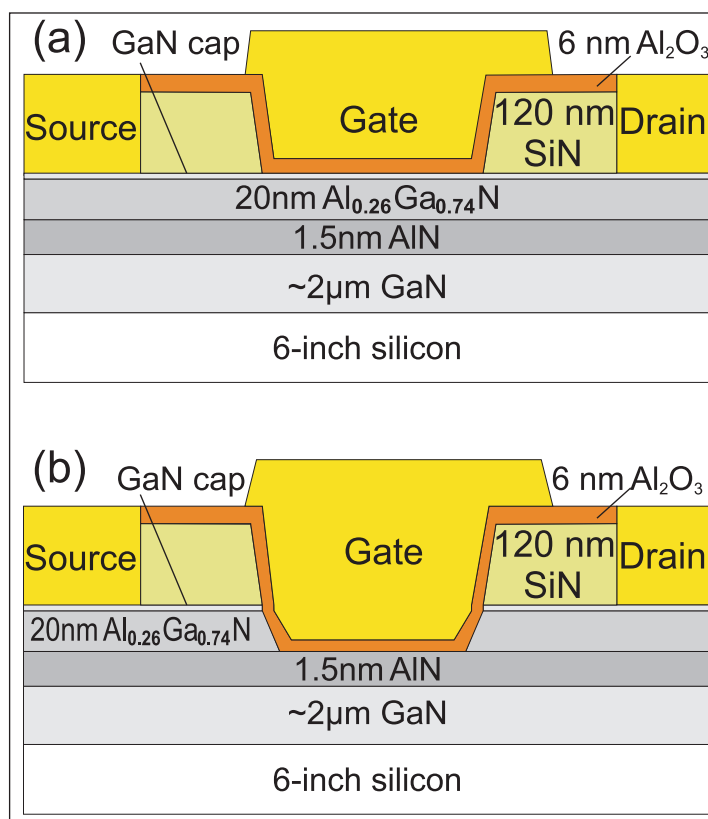 (a)
GaN cap
6 nm Al₂O₃
Source
Gate
120 nm
SiN
Drain
20nm Al₀.₂₆Ga₀.₇₄N
1.5nm AlN
~2µm GaN
6-inch silicon
(b)
GaN cap
6 nm Al₂O₃
Source
Gate
120 nm
SiN
Drain
20nm Al₀.₂₆Ga₀.₇₄N
1.5nm AlN
~2µm GaN
6-inch silicon